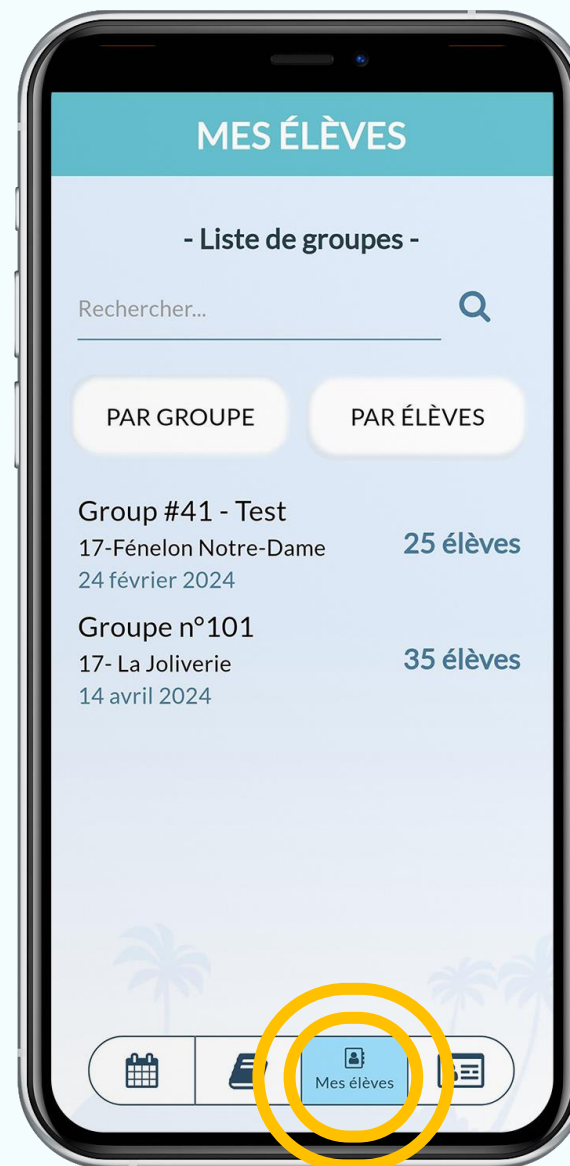 MES ÉLÈVES
- Liste de groupes -
Rechercher...
PAR GROUPE
PAR ÉLÈVES
Group #41 - Test
17-Fénelon Notre-Dame
25 élèves
24 février 2024
Groupe n°101
17- La Joliverie
35 élèves
14 avril 2024
Mes élèves